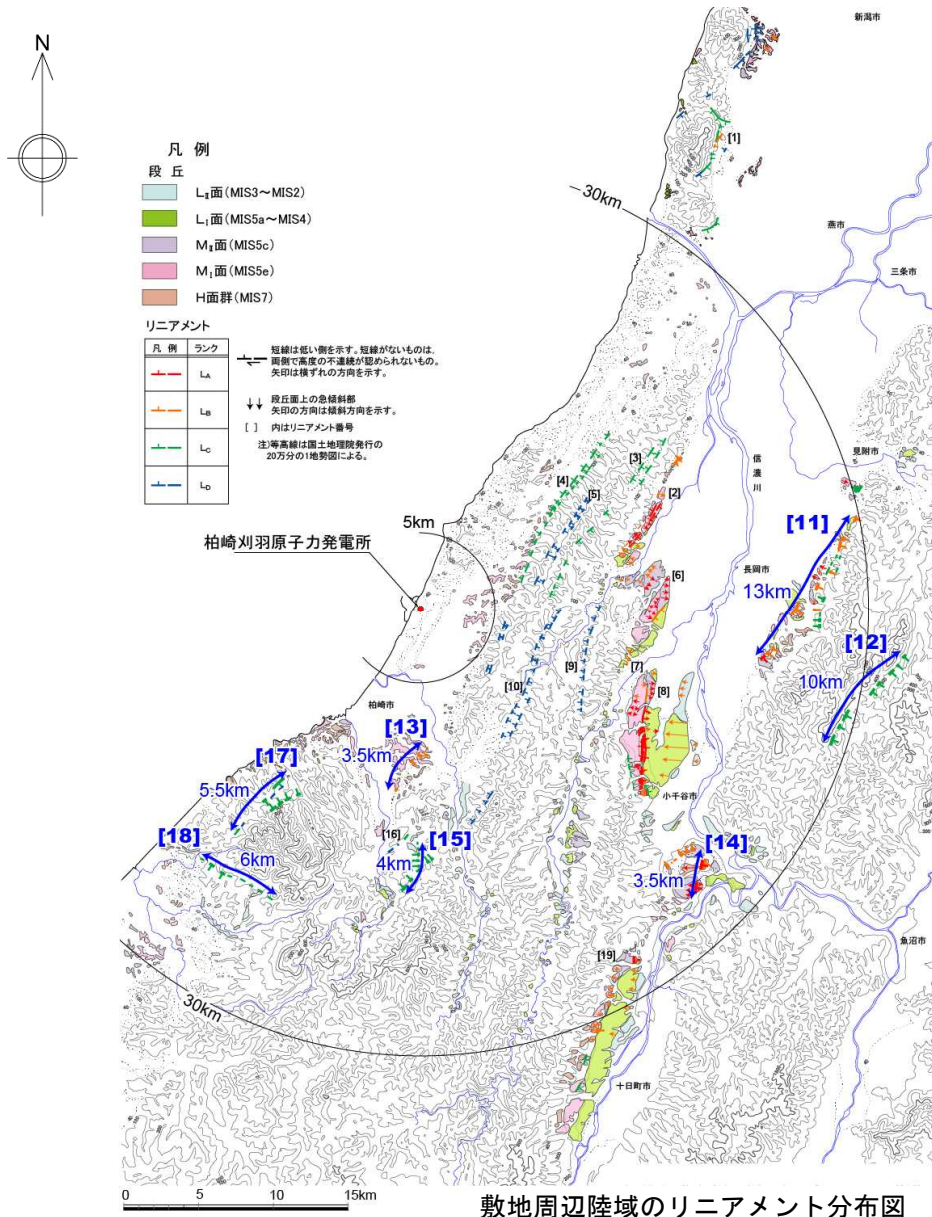 N
凡 例
段 丘
LⅡ面(MIS3～MIS2)
LⅠ面(MIS5a～MIS4)
MⅡ面(MIS5c)
MⅠ面(MIS5e)
H面群(MIS7)
リニアメント
凡 例 ランク
LA
LB
LC
LD
短線は低い側を示す。短線がないものは,
両側で高度の不連続が認められないもの。
矢印は横ずれの方向を示す。
段丘面上の急傾斜部
矢印の方向は傾斜方向を示す。
[ ] 内はリニアメント番号
注)等高線は国土地理院発行の
20万分の1地勢図による。
新潟市
[1]
30km
燕市
三条市
見附市
信濃川
[3]
[4]
[5]
[2]
5km
柏崎刈羽原子力発電所
[11]
長岡市
13km
[6]
[12]
10km
[7]
[9]
[8]
[10]
柏崎市
[13]
3.5km
[17]
5.5km
小千谷市
[18]
6km
[16]
[15]
4km
[14]
3.5km
魚沼市
[19]
30km
十日町市
0 5 10 15km
敷地周辺陸域のリニアメント分布図